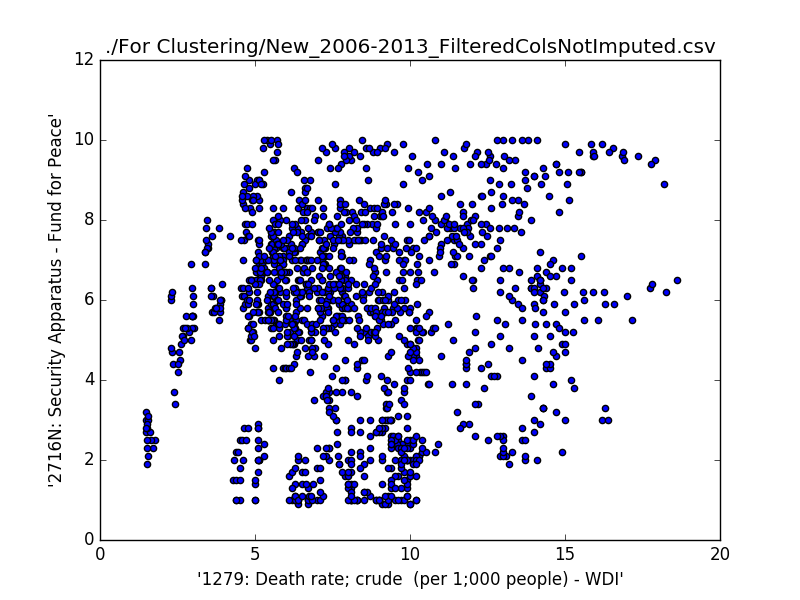 ./For Clustering/New_2006-2013_FilteredColsNotImputed.csv
12
10
8
6
4
2
0
'2716N: Security Apparatus - Fund for Peace'
0 5 10 15 20
'1279: Death rate; crude  (per 1;000 people) - WDI'